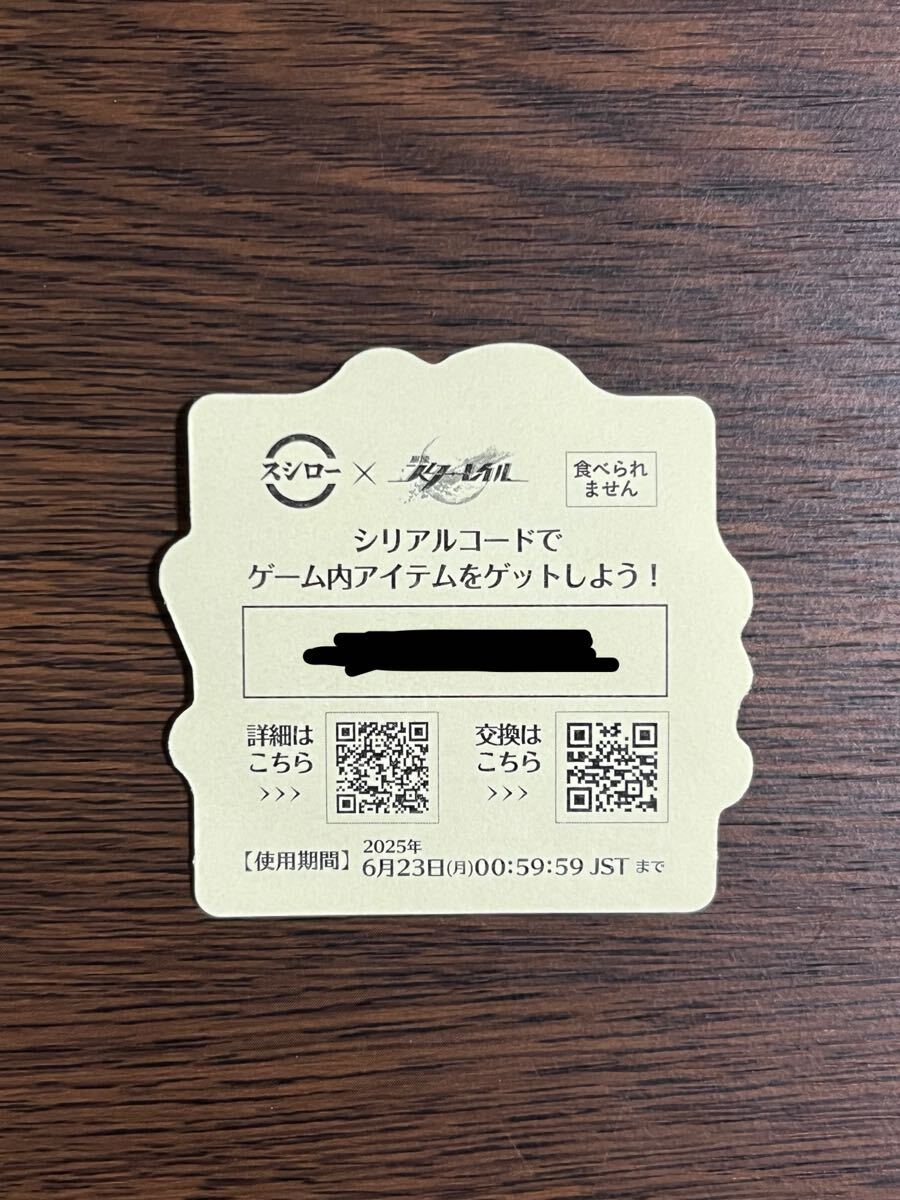 スシロー × 崩壊 スターレイル
食べられ
ません
シリアルコードで
ゲーム内アイテムをゲットしよう！
詳細は
こちら
>>>
交換は
こちら
>>>
【使用期間】 2025年
6月23日(月)00:59:59 JST まで